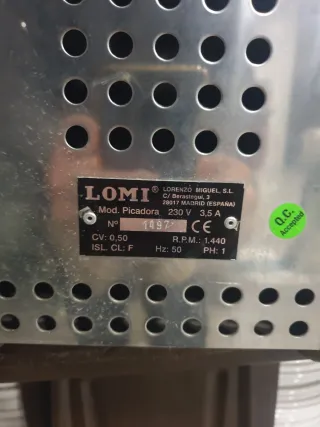 LOMI® LORENZO MIGUEL, S.L.
C/ Berastegui, 3
28017 MADRID (ESPAÑA)
Mod. Picadora 230 V 3,5 A
Nº CE
CV: 0,50 R.P.M.: 1.440
ISL. CL: F Hz: 50 PH: 1
Q.C.
Accepted